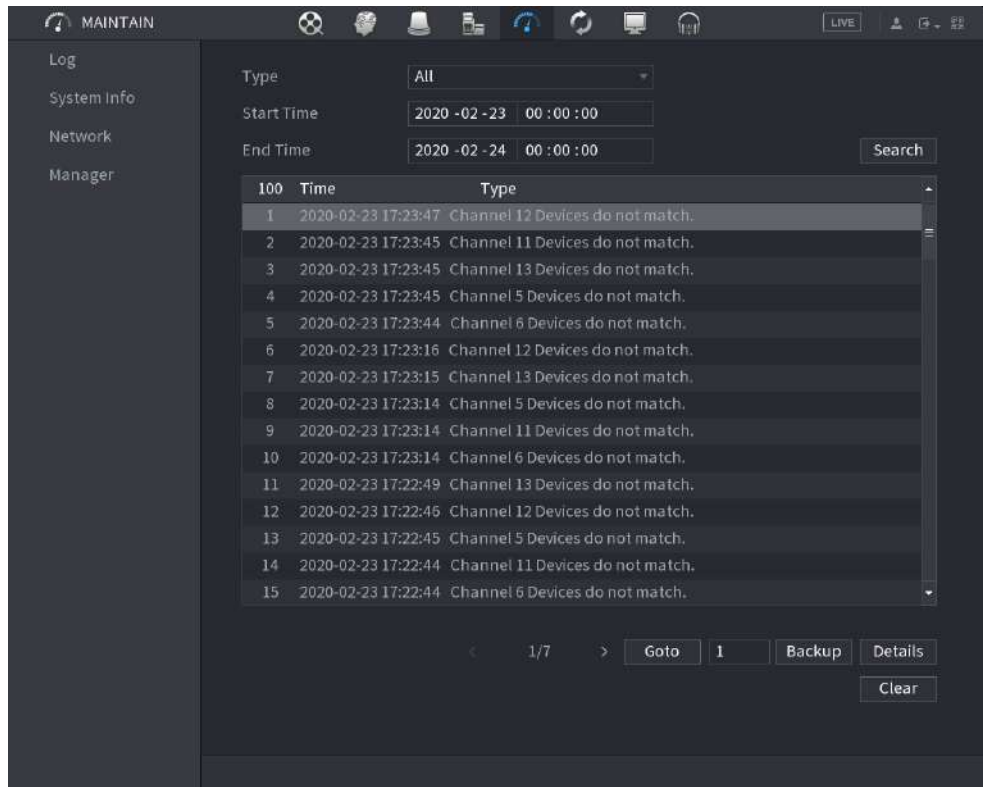 MAINTAIN LIVE
Log
System Info
Network
Manager
Type All
Start Time 2020 -02 -23 00 : 00 : 00
End Time 2020 -02 -24 00 : 00 : 00
Search
100 Time Type
1 2020-02-23 17:23:47 Channel 12 Devices do not match.
2 2020-02-23 17:23:45 Channel 11 Devices do not match.
3 2020-02-23 17:23:45 Channel 13 Devices do not match.
4 2020-02-23 17:23:45 Channel 5 Devices do not match.
5 2020-02-23 17:23:44 Channel 6 Devices do not match.
6 2020-02-23 17:23:16 Channel 12 Devices do not match.
7 2020-02-23 17:23:15 Channel 13 Devices do not match.
8 2020-02-23 17:23:14 Channel 5 Devices do not match.
9 2020-02-23 17:23:14 Channel 11 Devices do not match.
10 2020-02-23 17:23:14 Channel 6 Devices do not match.
11 2020-02-23 17:22:49 Channel 13 Devices do not match.
12 2020-02-23 17:22:46 Channel 12 Devices do not match.
13 2020-02-23 17:22:45 Channel 5 Devices do not match.
14 2020-02-23 17:22:44 Channel 11 Devices do not match.
15 2020-02-23 17:22:44 Channel 6 Devices do not match.
< 1/7 > Goto 1 Backup Details
Clear